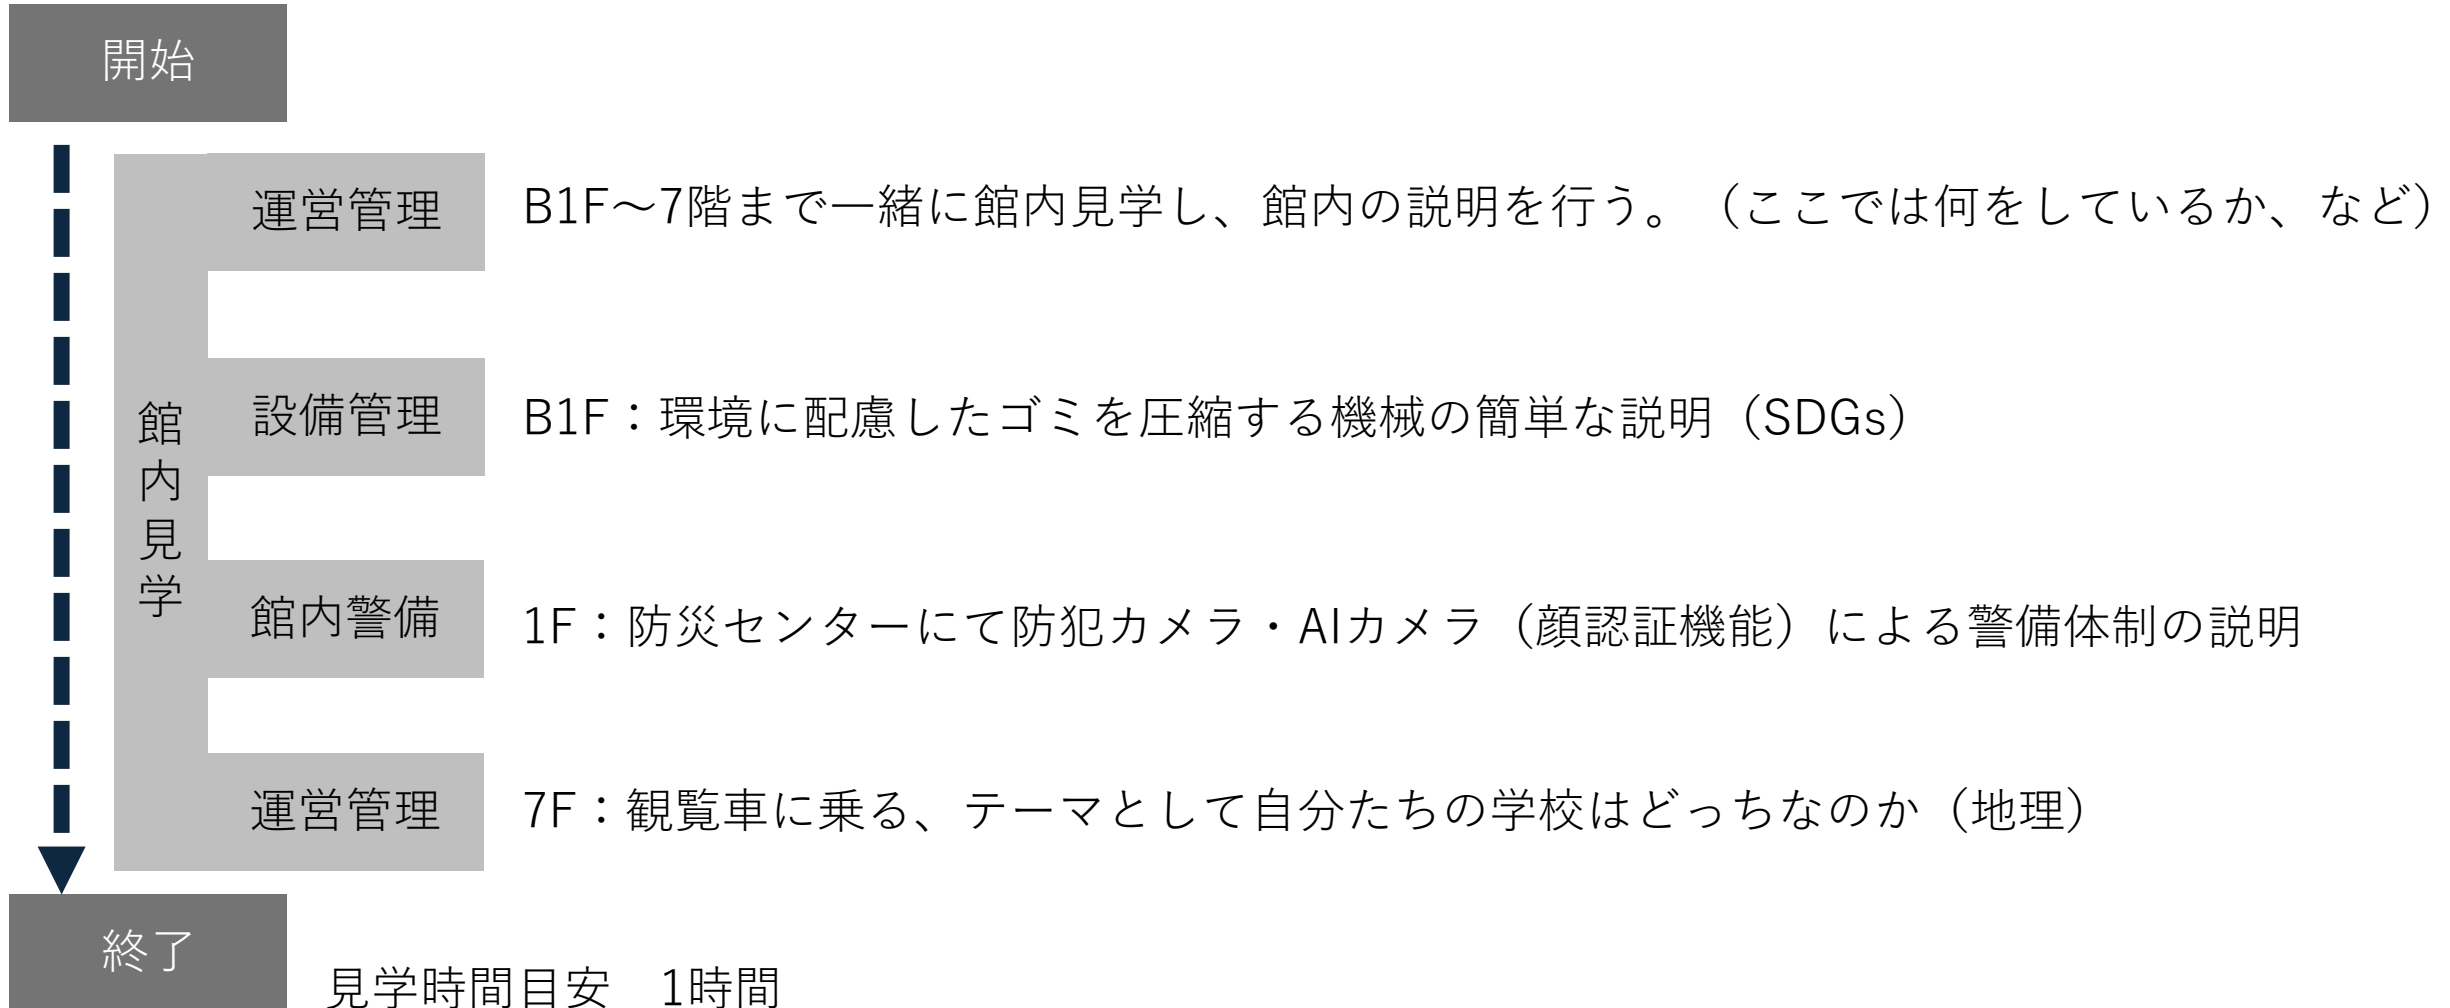 開始
運営管理
B1F～7階まで一緒に館内見学し、館内の説明を行う。（ここでは何をしているか、など）
館内見学
設備管理
B1F：環境に配慮したゴミを圧縮する機械の簡単な説明（SDGs）
館内警備
1F：防災センターにて防犯カメラ・AIカメラ（顔認証機能）による警備体制の説明
運営管理
7F：観覧車に乗る、テーマとして自分たちの学校はどっちなのか（地理）
終了
見学時間目安　1時間